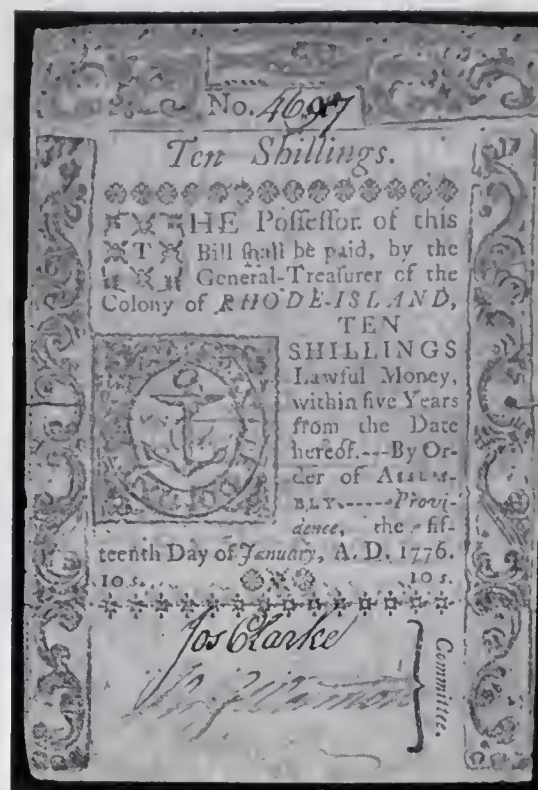 No. 4697
Ten Shillings.
THE Poſſeſſor of this
Bill ſhall be paid, by the
General-Treaſurer of the
Colony of RHODE-ISLAND,
TEN
SHILLINGS
Lawful Money,
within five Years
from the Date
hereof.---By Or-
der of ASSEM-
BLY.-----Provi-
dence, the fif-
teenth Day of January, A. D. 1776.
10 s. 10 s.
Jos Clarke
Committee.